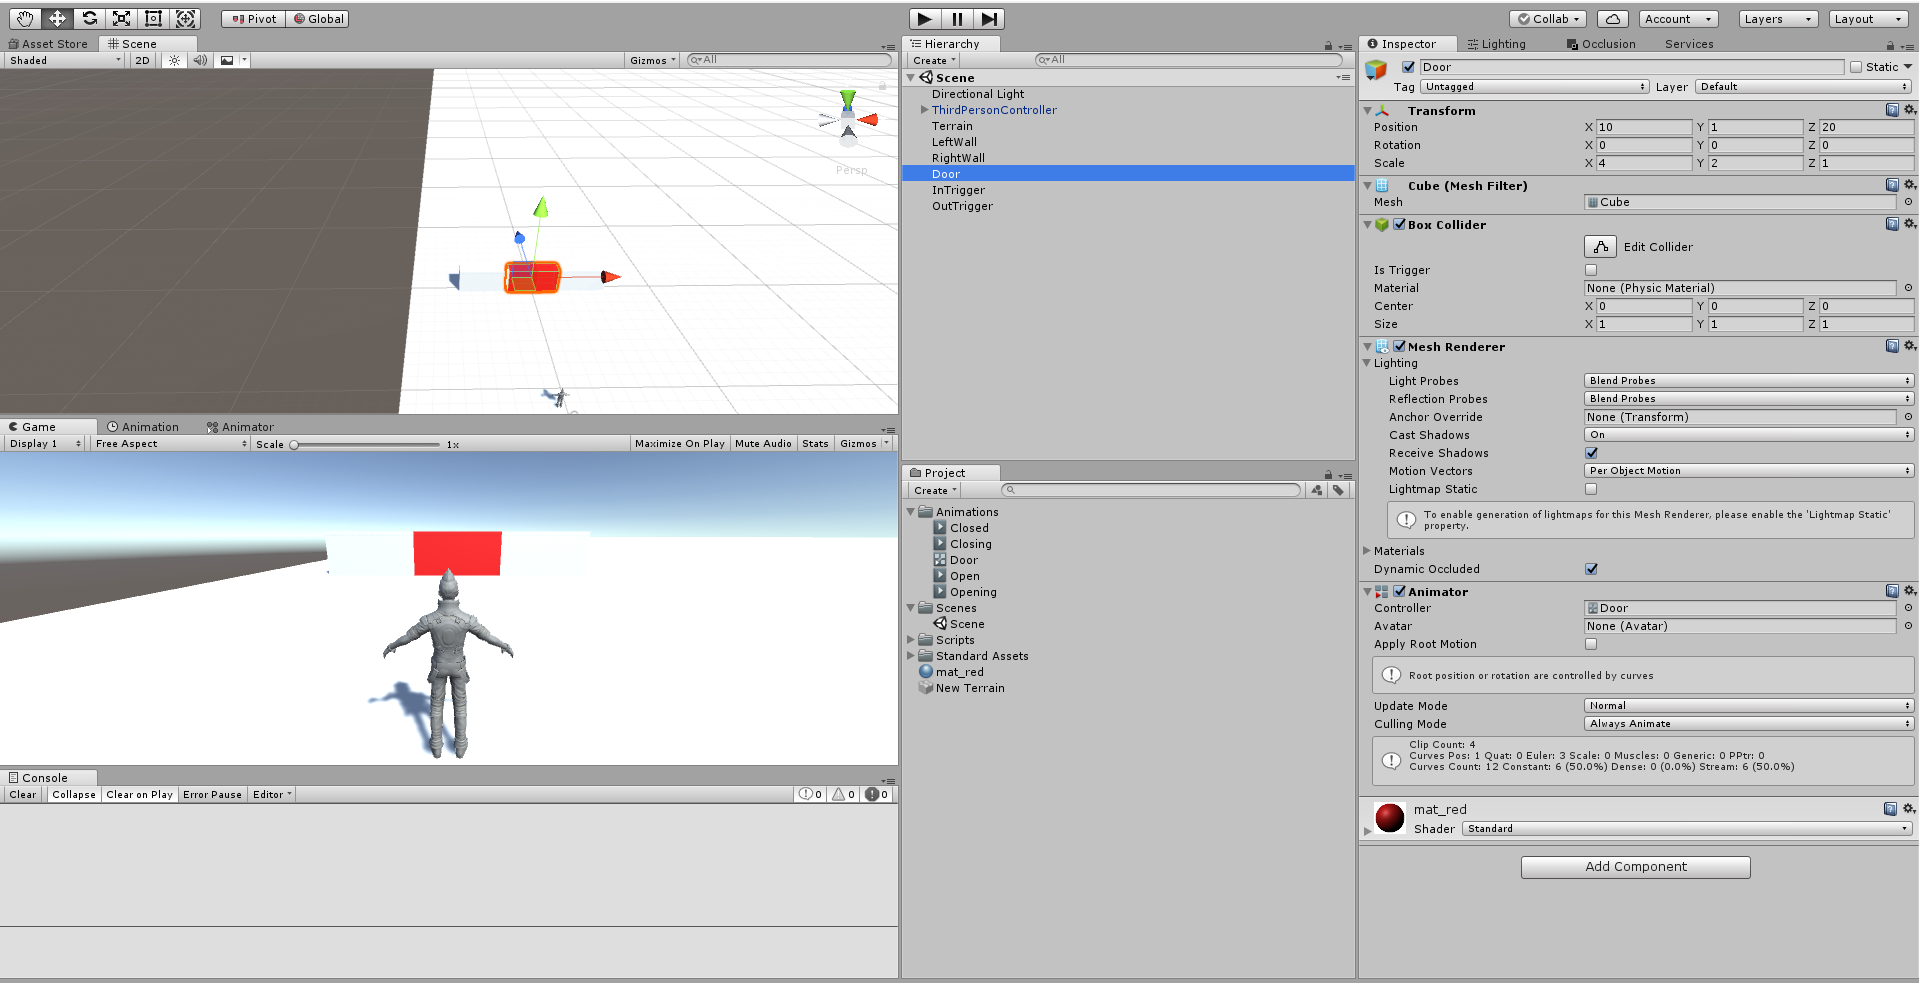 Pivot Global Collab Account Layers Layout
Asset Store Scene
Shaded 2D Gizmos All
Persp
Game Animation Animator
Display 1 Free Aspect Scale 1x Maximize On Play Mute Audio Stats Gizmos
Console
Clear Collapse Clear on Play Error Pause Editor 0 0 0
Hierarchy
Create All
Scene
Directional Light
ThirdPersonController
Terrain
LeftWall
RightWall
Door
InTrigger
OutTrigger
Project
Create
Animations
Closed
Closing
Door
Open
Opening
Scenes
Scene
Scripts
Standard Assets
mat_red
New Terrain
Inspector Lighting Occlusion Services
Door Static
Tag Untagged Layer Default
Transform
Position X 10 Y 1 Z 20
Rotation X 0 Y 0 Z 0
Scale X 4 Y 2 Z 1
Cube (Mesh Filter)
Mesh Cube
Box Collider
Edit Collider
Is Trigger
Material None (Physic Material)
Center X 0 Y 0 Z 0
Size X 1 Y 1 Z 1
Mesh Renderer
Lighting
Light Probes Blend Probes
Reflection Probes Blend Probes
Anchor Override None (Transform)
Cast Shadows On
Receive Shadows
Motion Vectors Per Object Motion
Lightmap Static
To enable generation of lightmaps for this Mesh Renderer, please enable the 'Lightmap Static'
property.
Materials
Dynamic Occluded
Animator
Controller Door
Avatar None (Avatar)
Apply Root Motion
Root position or rotation are controlled by curves
Update Mode Normal
Culling Mode Always Animate
Clip Count: 4
Curves Pos: 1 Quat: 0 Euler: 3 Scale: 0 Muscles: 0 Generic: 0 PPtr: 0
Curves Count: 12 Constant: 6 (50.0%) Dense: 0 (0.0%) Stream: 6 (50.0%)
mat_red
Shader Standard
Add Component